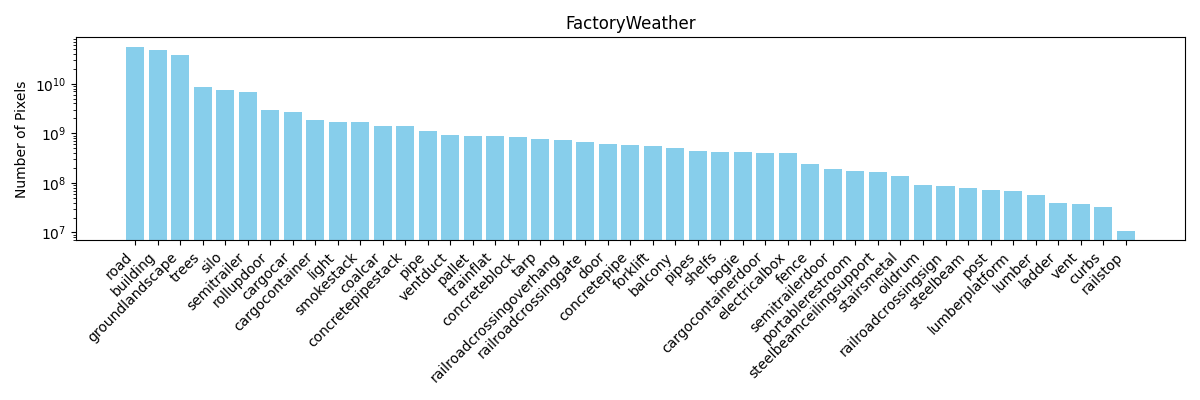 FactoryWeather
Number of Pixels
10^10
10^9
10^8
10^7
road
building
groundlandscape
trees
silo
semitrailer
rollupdoor
cargocar
cargocontainer
light
smokestack
coalcar
concretepipestack
pipe
ventduct
pallet
trainflat
concreteblock
tarp
railroadcrossingoverhang
railroadcrossinggate
door
concretepipe
forklift
balcony
pipes
shelfs
bogie
cargocontainerdoor
electricalbox
fence
semitrailerdoor
portablerestroom
steelbeamceilingsupport
stairsmetal
oildrum
railroadcrossingsign
steelbeam
post
lumberplatform
lumber
ladder
vent
curbs
railstop